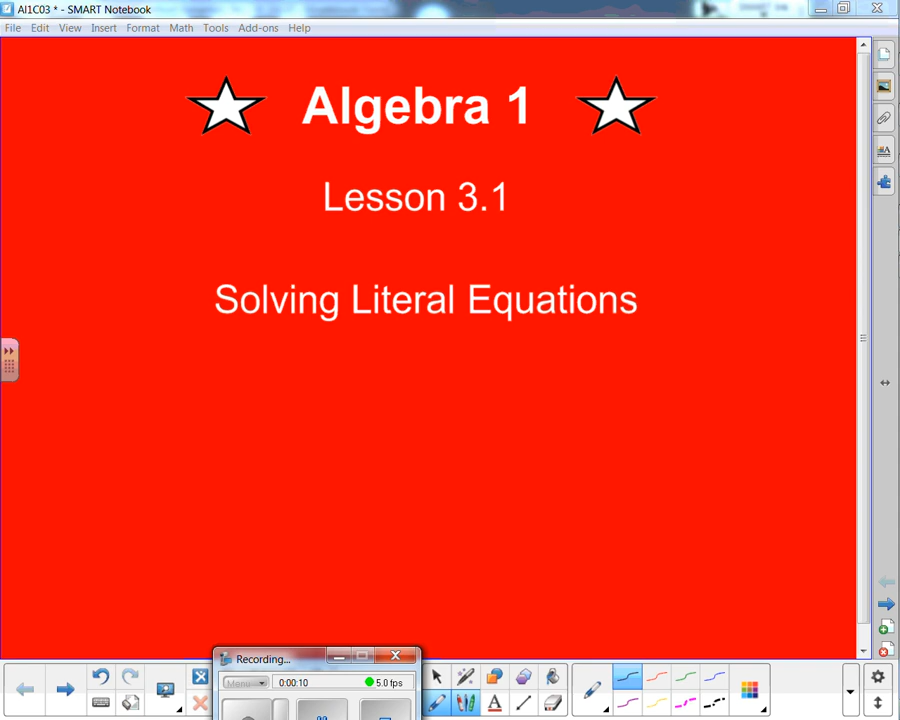 AI1C03 * - SMART Notebook
File Edit View Insert Format Math Tools Add-ons Help
Algebra 1
Lesson 3.1
Solving Literal Equations
Recording...
Menu 0:00:10 5.0 fps